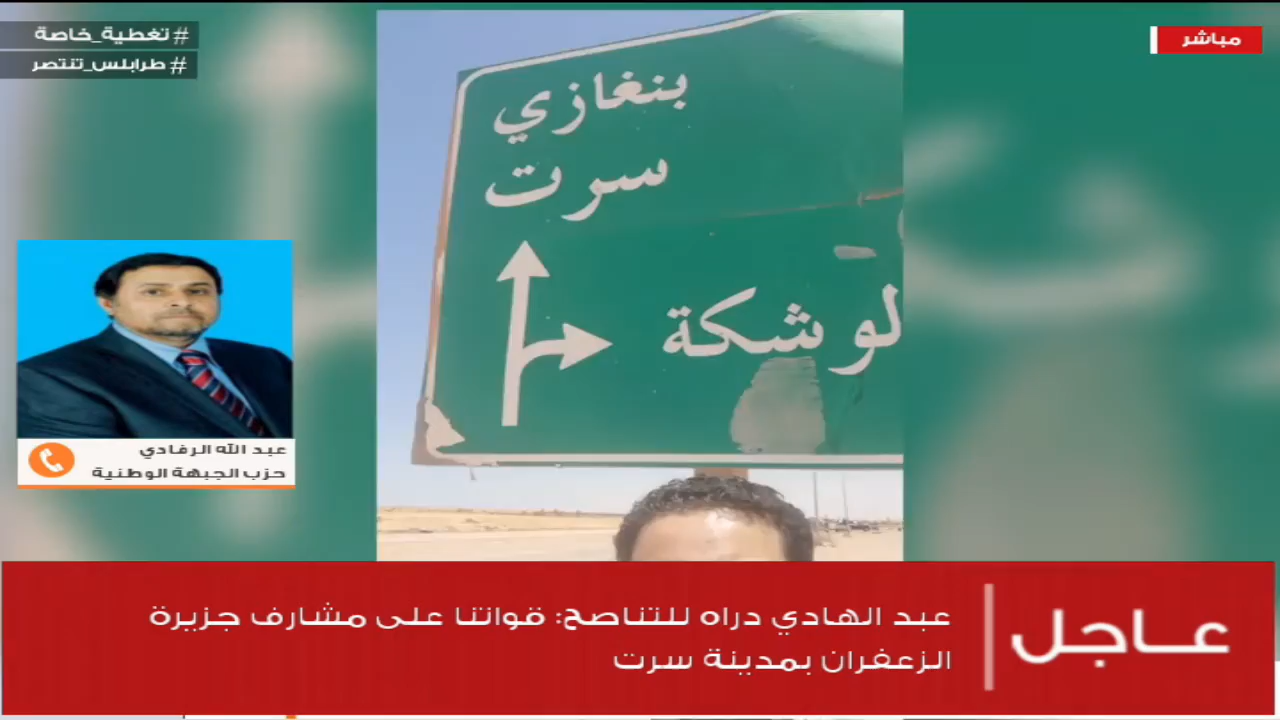 #تغطية_خاصة
#طرابلس_تنتصر
مباشر
بنغازي
سرت
لوشكة
عبد الله الرفادي
حزب الجبهة الوطنية
عاجل
عبد الهادي دراه للتناصح: قواتنا على مشارف جزيرة
الزعفران بمدينة سرت